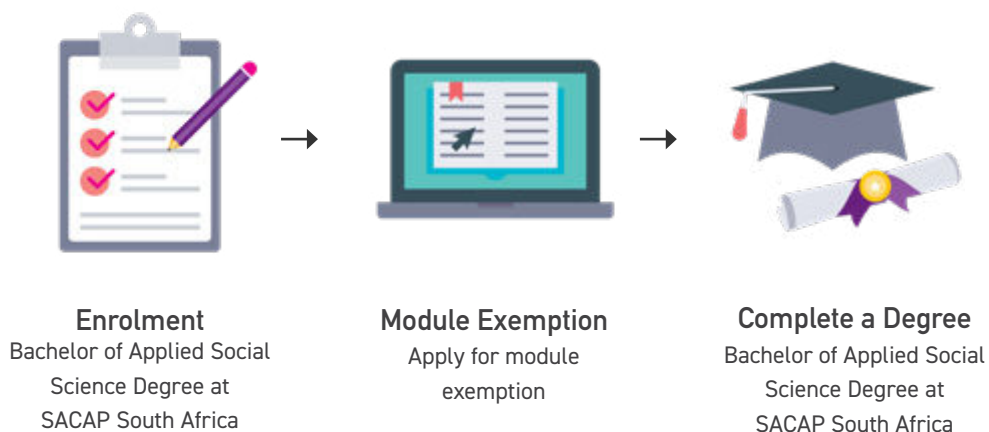 Enrolment
Bachelor of Applied Social
Science Degree at
SACAP South Africa
Module Exemption
Apply for module
exemption
Complete a Degree
Bachelor of Applied Social
Science Degree at
SACAP South Africa